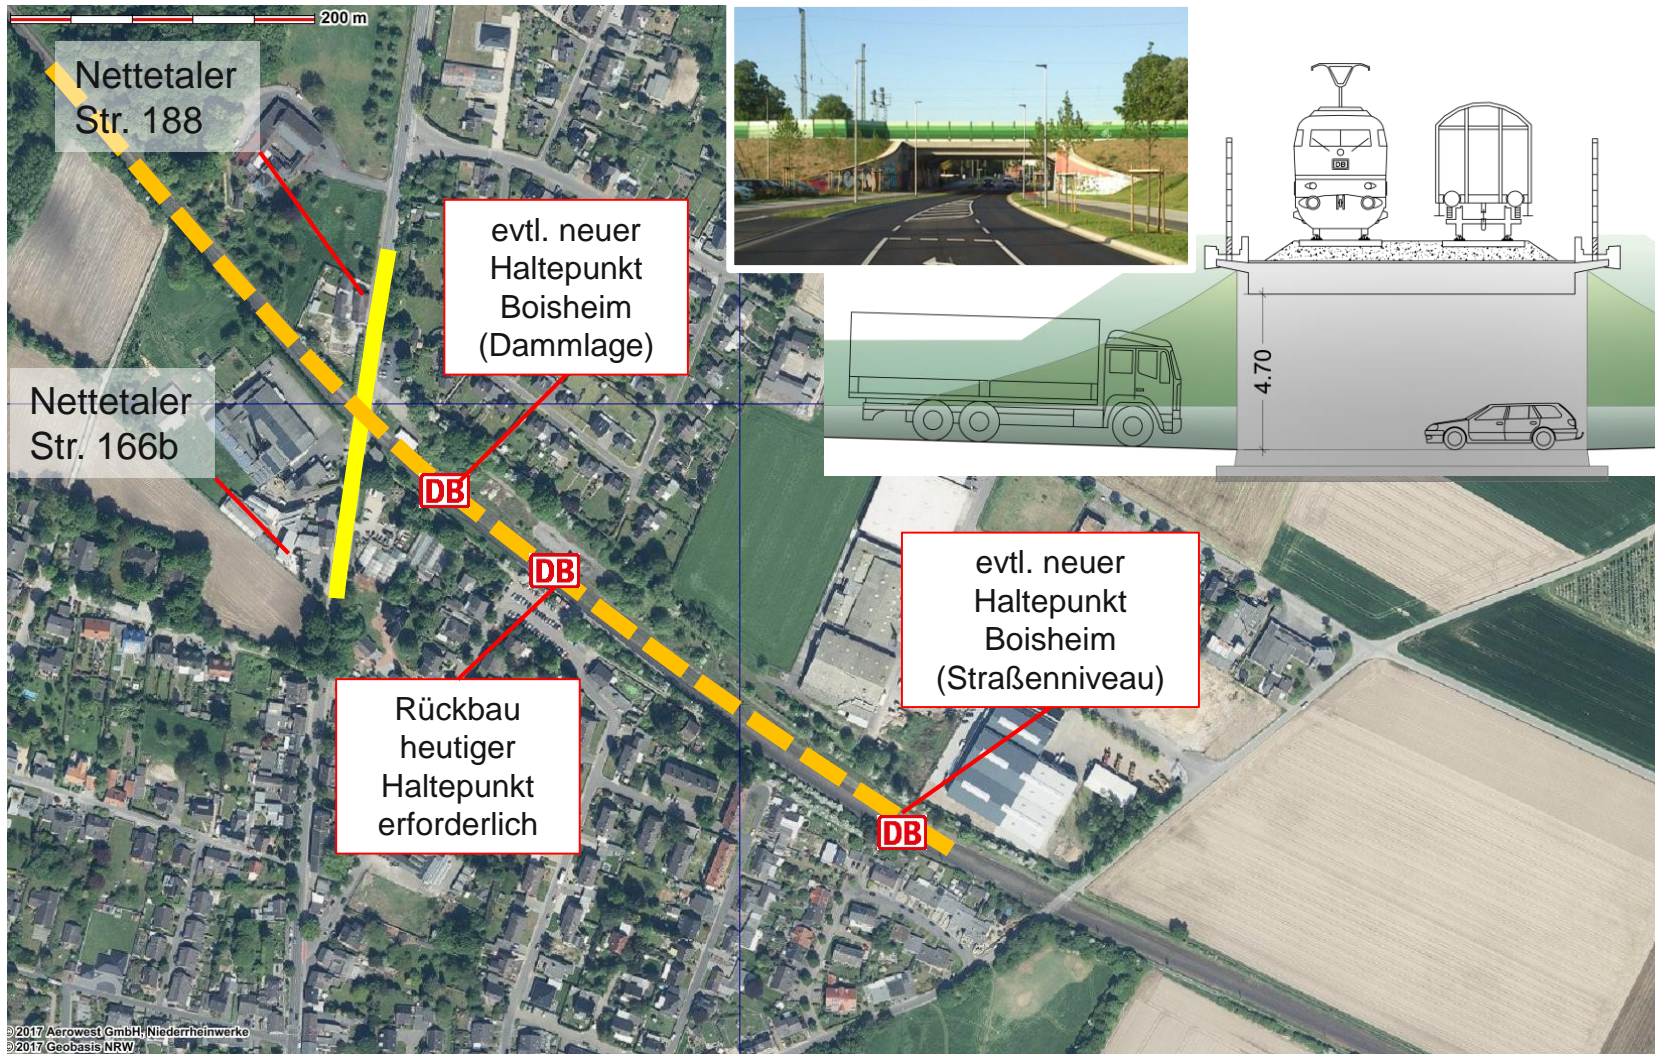 200 m
Nettetaler
Str. 188
evtl. neuer
Haltepunkt
Boisheim
(Dammlage)
DB
4.70
Nettetaler
Str. 166b
DB
DB
evtl. neuer
Haltepunkt
Boisheim
(Straßenniveau)
Rückbau
heutiger
Haltepunkt
erforderlich
DB
© 2017 Aerowest GmbH, Niederrheinwerke
© 2017 Geobasis NRW